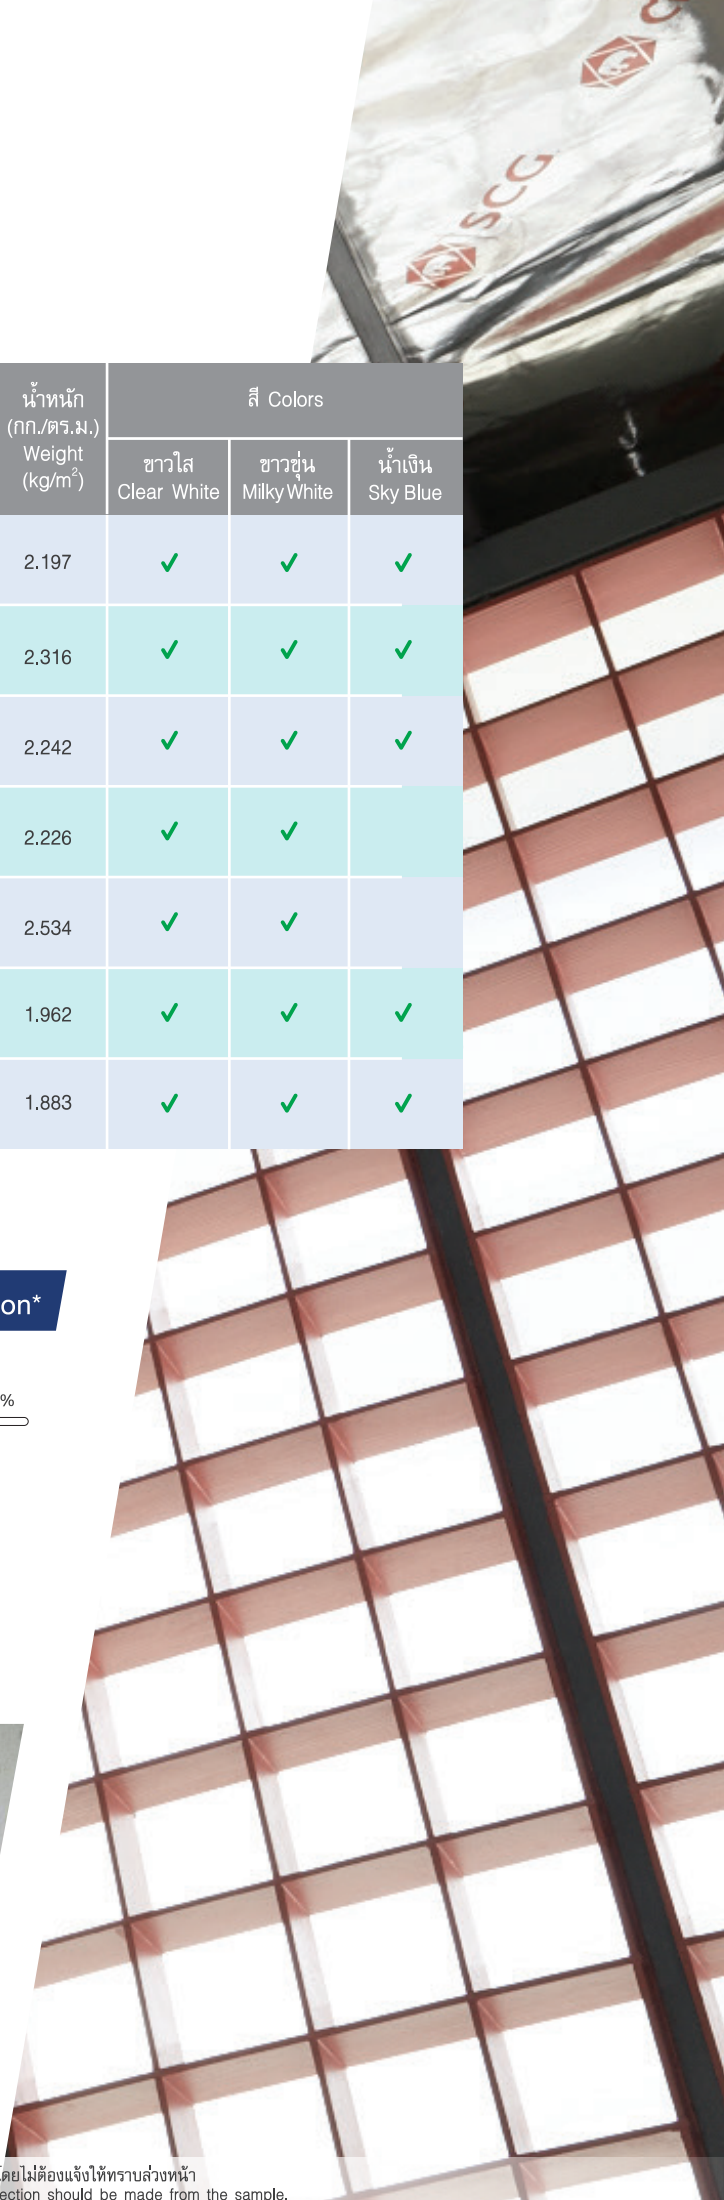 SCG
น้ำหนัก
(กก./ตร.ม.)
Weight
(kg/m²)
สี Colors
ขาวใส
Clear White
ขาวขุ่น
Milky White
น้ำเงิน
Sky Blue
2.197 ✓ ✓ ✓
2.316 ✓ ✓ ✓
2.242 ✓ ✓ ✓
2.226 ✓ ✓
2.534 ✓ ✓
1.962 ✓ ✓ ✓
1.883 ✓ ✓ ✓
on*
%
โดยไม่ต้องแจ้งให้ทราบล่วงหน้า
ection should be made from the sample.